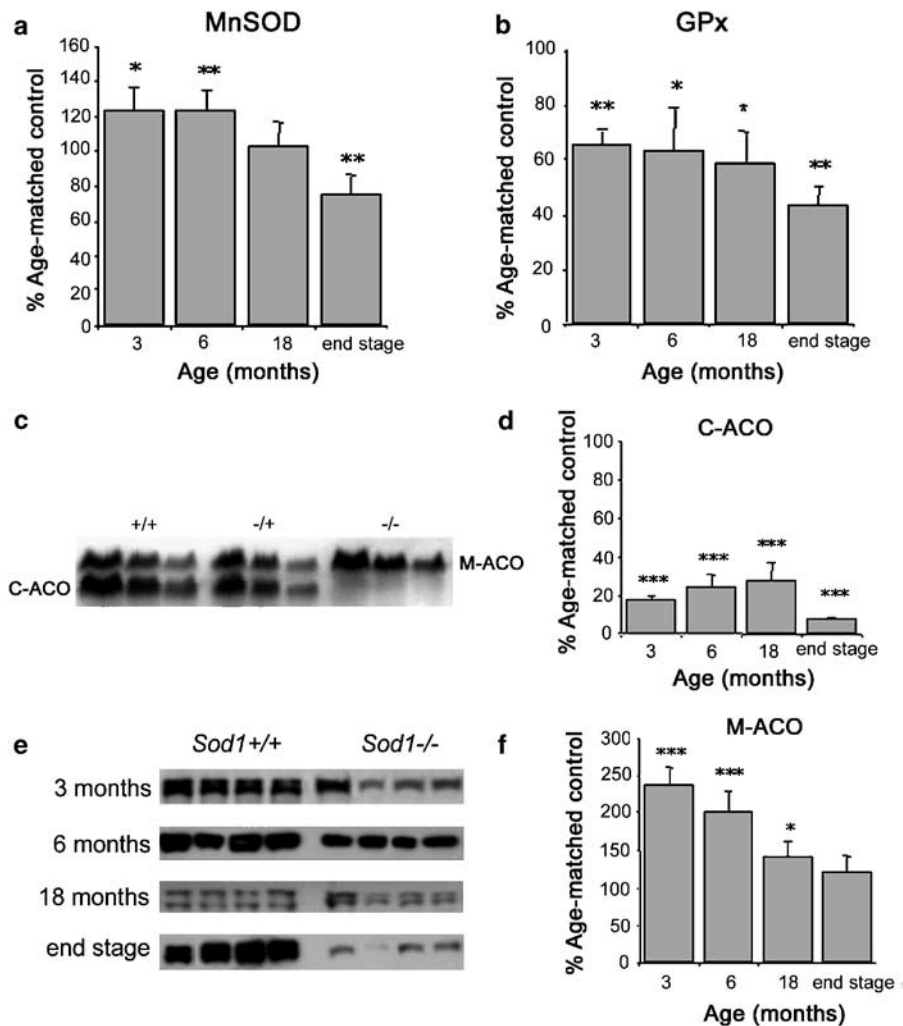 a
MnSOD
% Age-matched control
140
120
100
80
60
40
20
0
*
**
**
3 6 18 end stage
Age (months)
b
GPx
% Age-matched control
100
80
60
40
20
0
**
*
*
**
3 6 18 end stage
Age (months)
c
+/+ -/+ -/-
C-ACO
M-ACO
d
C-ACO
% Age-matched control
100
80
60
40
20
0
***
***
***
***
3 6 18 end stage
Age (months)
e
Sod1+/+ Sod1-/-
3 months
6 months
18 months
end stage
f
M-ACO
% Age-matched control
250
200
150
100
150
100
50
0
***
***
*
3 6 18 end stage
Age (months)